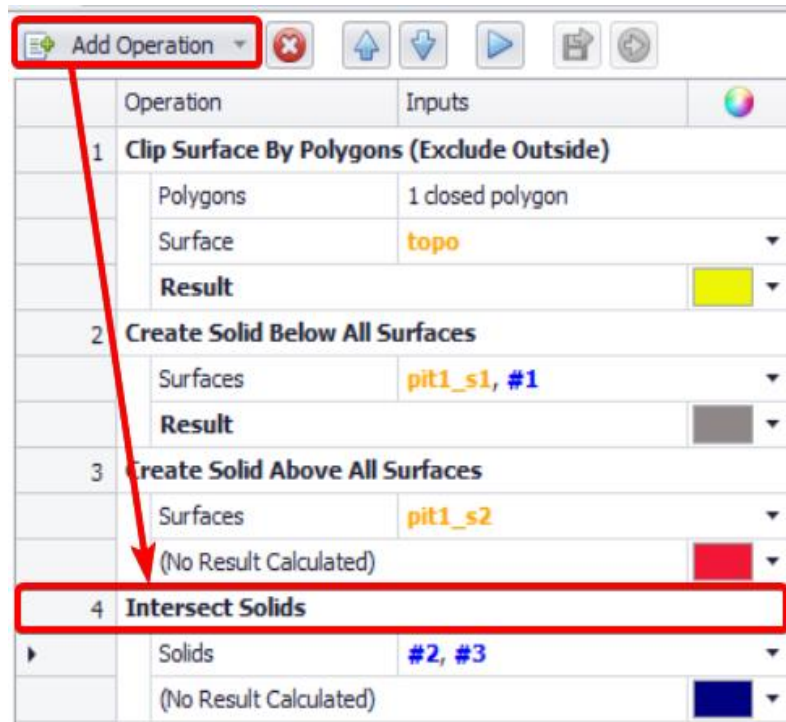 Add Operation
Operation Inputs
1 Clip Surface By Polygons (Exclude Outside)
Polygons 1 closed polygon
Surface topo
Result
2 Create Solid Below All Surfaces
Surfaces pit1_s1, #1
Result
3 Create Solid Above All Surfaces
Surfaces pit1_s2
(No Result Calculated)
4 Intersect Solids
Solids #2, #3
(No Result Calculated)